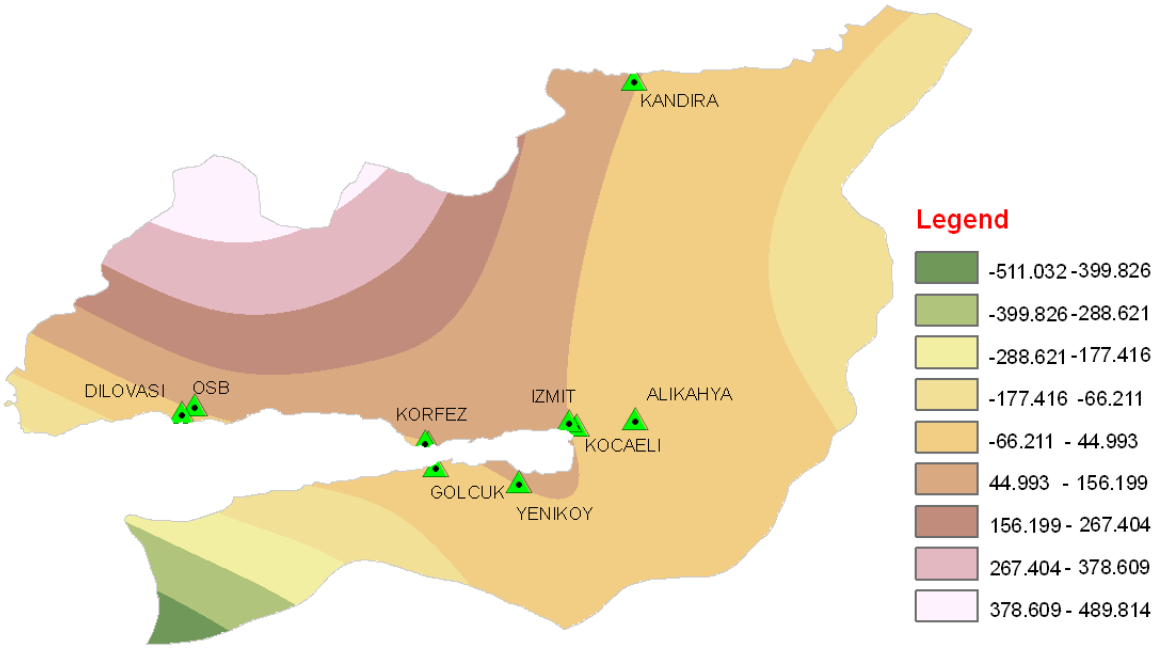 KANDIRA
Legend
-511.032 -399.826
-399.826 -288.621
-288.621 -177.416
-177.416 -66.211
-66.211 - 44.993
44.993 - 156.199
156.199 - 267.404
267.404 - 378.609
378.609 - 489.814
DILOVASI
OSB
KORFEZ
IZMIT
ALIKAHYA
KOCAELI
GOLCUK
YENIKOY